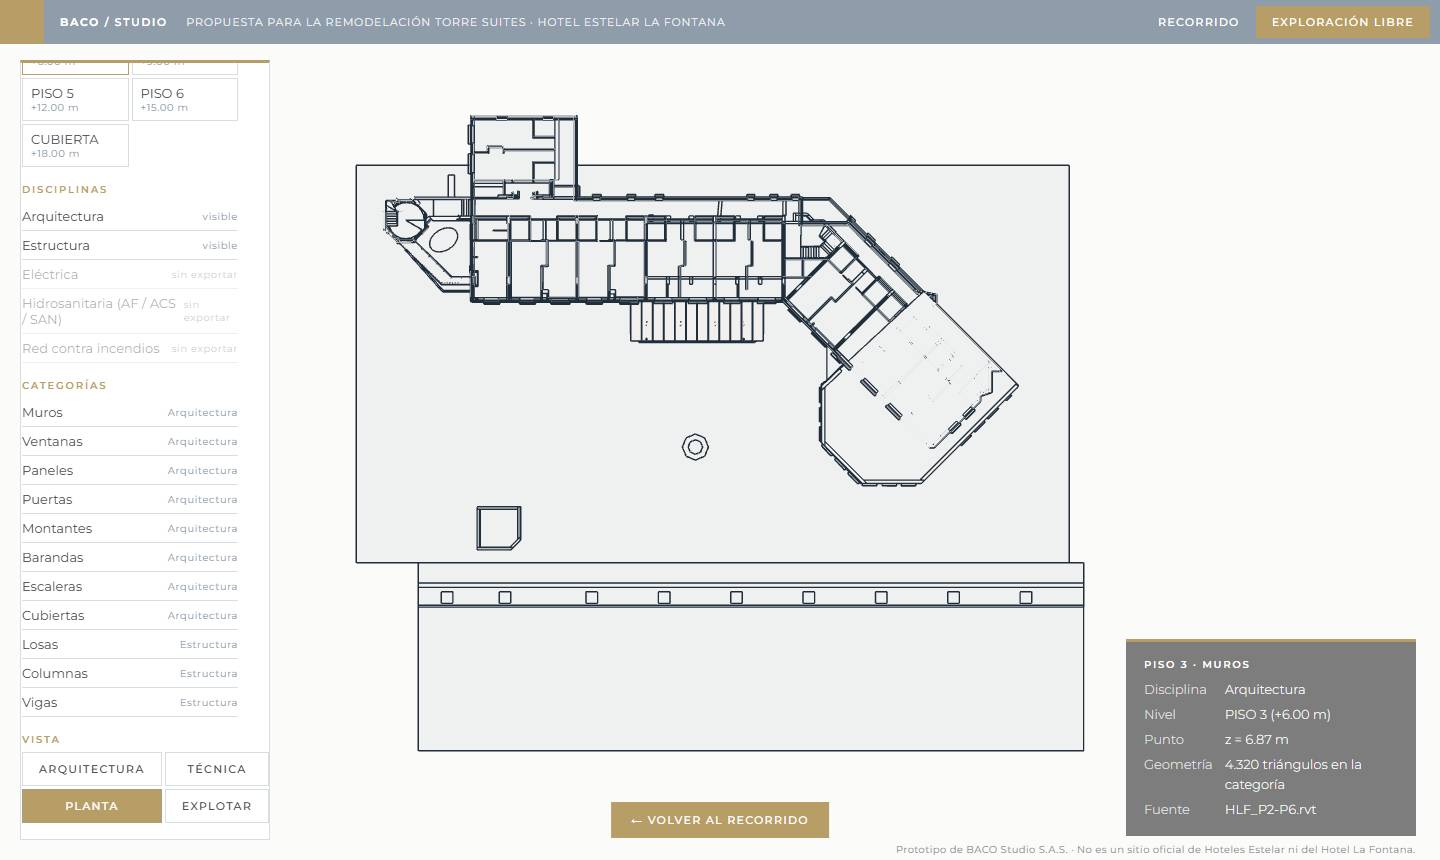 BACO / STUDIO PROPUESTA PARA LA REMODELACIÓN TORRE SUITES · HOTEL ESTELAR LA FONTANA RECORRIDO EXPLORACIÓN LIBRE
PISO 5 PISO 6
+12.00 m +15.00 m
CUBIERTA
+18.00 m
DISCIPLINAS
Arquitectura visible
Estructura visible
Eléctrica sin exportar
Hidrosanitaria (AF / ACS / SAN) sin exportar
Red contra incendios sin exportar
CATEGORÍAS
Muros Arquitectura
Ventanas Arquitectura
Paneles Arquitectura
Puertas Arquitectura
Montantes Arquitectura
Barandas Arquitectura
Escaleras Arquitectura
Cubiertas Arquitectura
Losas Estructura
Columnas Estructura
Vigas Estructura
VISTA
ARQUITECTURA TÉCNICA
PLANTA EXPLOTAR
← VOLVER AL RECORRIDO
PISO 3 · MUROS
Disciplina Arquitectura
Nivel PISO 3 (+6.00 m)
Punto z = 6.87 m
Geometría 4.320 triángulos en la
categoría
Fuente HLF_P2-P6.rvt
Prototipo de BACO Studio S.A.S. · No es un sitio oficial de Hoteles Estelar ni del Hotel La Fontana.